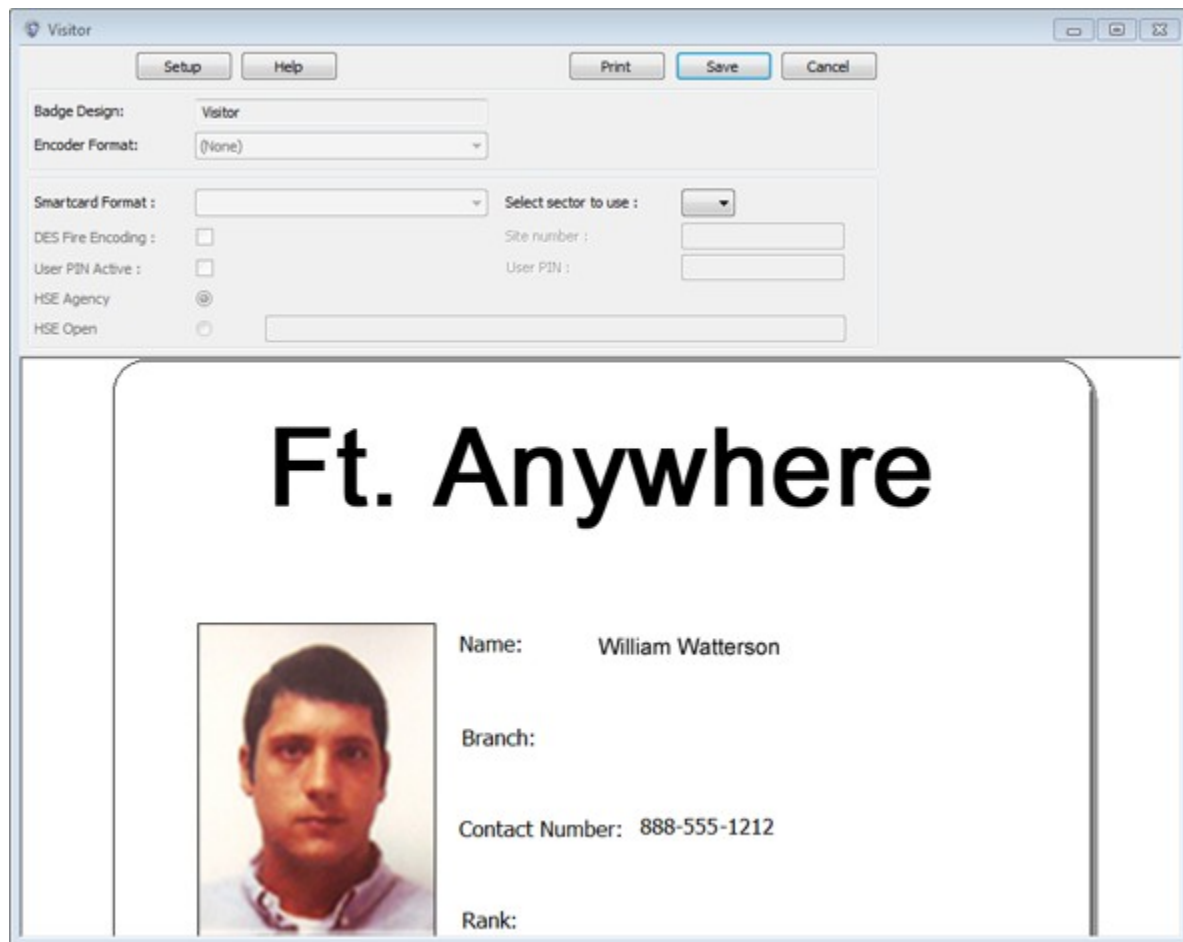 Visitor
Setup Help Print Save Cancel
Badge Design: Visitor
Encoder Format: (None)
Smartcard Format : Select sector to use :
DES Fire Encoding : Site number :
User PIN Active : User PIN :
HSE Agency
HSE Open
Ft. Anywhere
Name: William Watterson
Branch:
Contact Number: 888-555-1212
Rank: